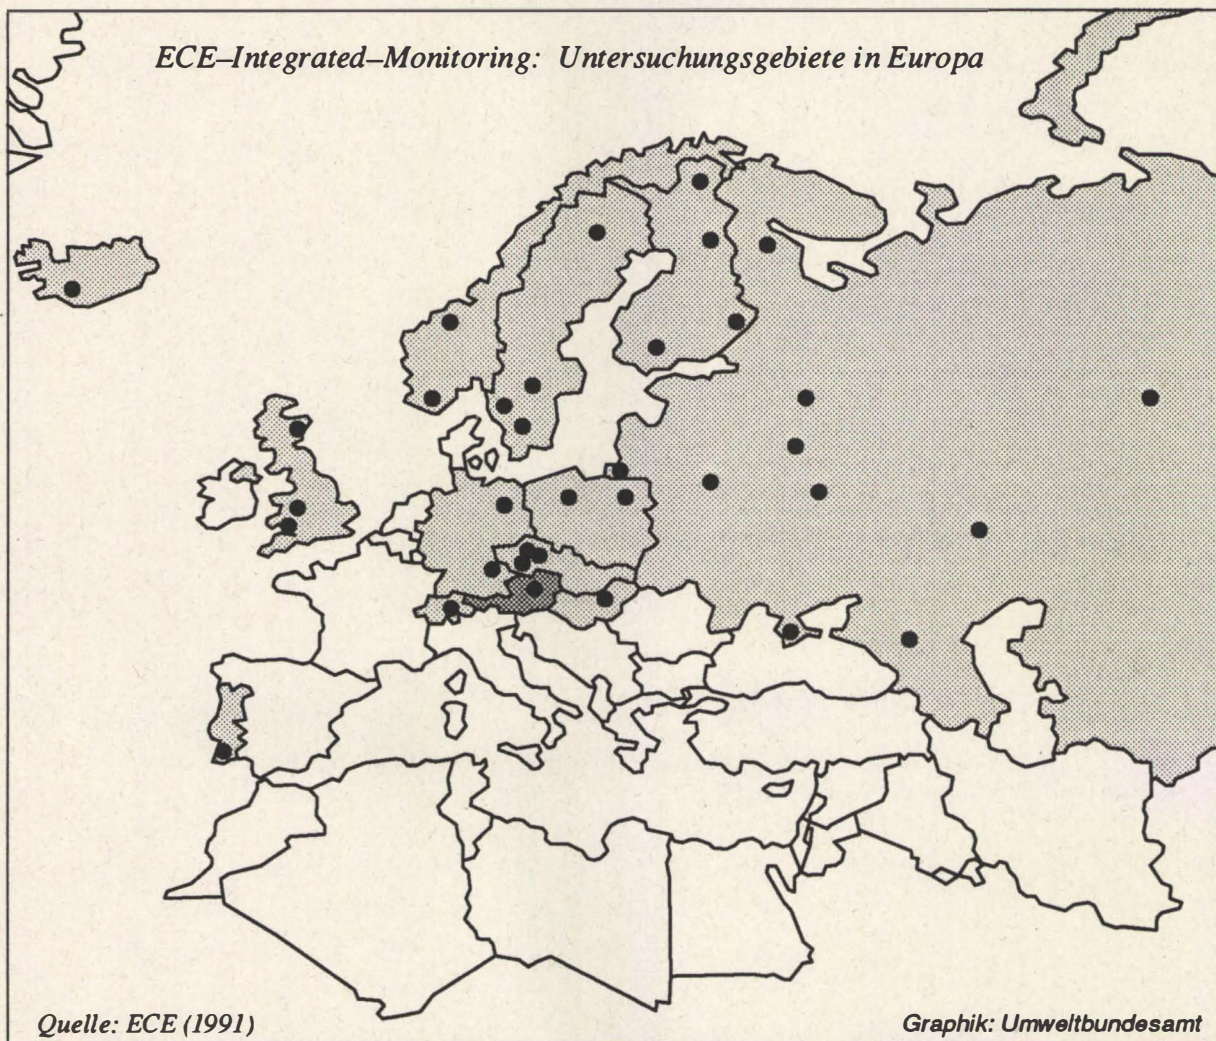 ECE–Integrated–Monitoring: Untersuchungsgebiete in Europa
Quelle: ECE (1991)
Graphik: Umweltbundesamt